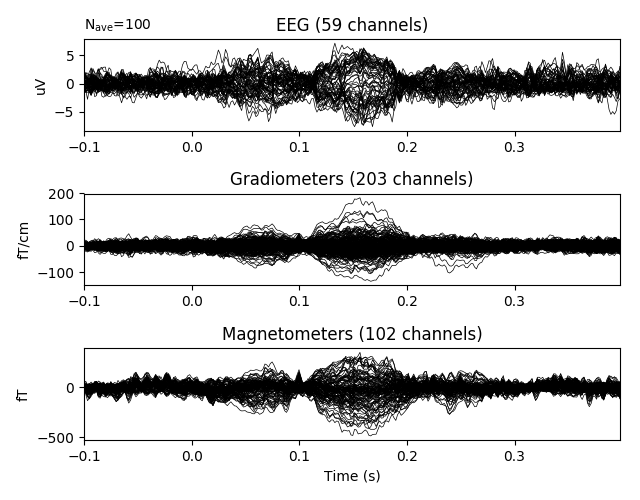 N_ave=100
EEG (59 channels)
5
0
−5
uV
−0.1 0.0 0.1 0.2 0.3
Gradiometers (203 channels)
200
100
0
−100
fT/cm
−0.1 0.0 0.1 0.2 0.3
Magnetometers (102 channels)
0
−500
fT
−0.1 0.0 0.1 0.2 0.3
Time (s)